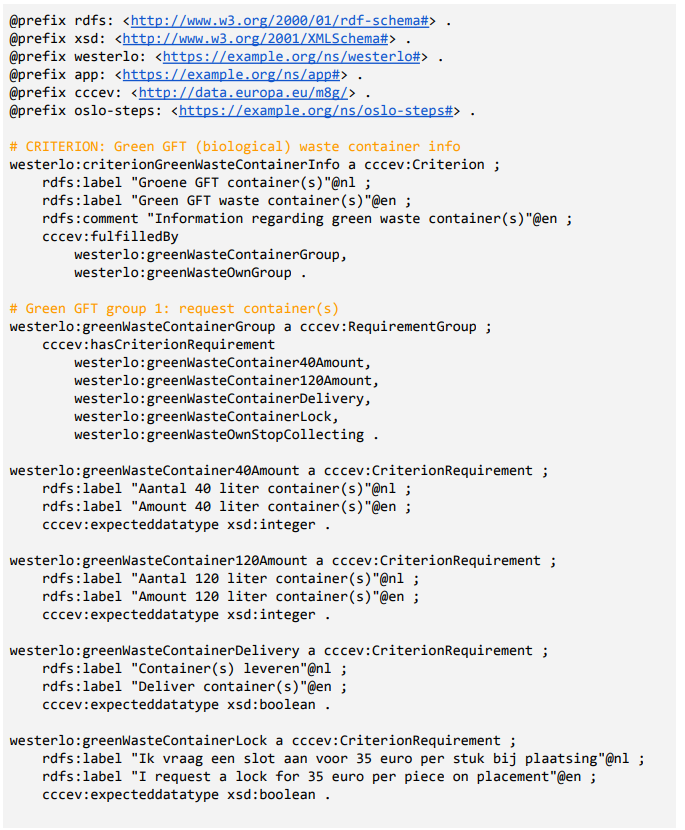 @prefix rdfs: <http://www.w3.org/2000/01/rdf-schema#> .
@prefix xsd: <http://www.w3.org/2001/XMLSchema#> .
@prefix westerlo: <https://example.org/ns/westerlo#> .
@prefix app: <https://example.org/ns/app#> .
@prefix cccev: <http://data.europa.eu/m8g/> .
@prefix oslo-steps: <https://example.org/ns/oslo-steps#> .
# CRITERION: Green GFT (biological) waste container info
westerlo:criterionGreenWasteContainerInfo a cccev:Criterion ;
    rdfs:label "Groene GFT container(s)"@nl ;
    rdfs:label "Green GFT waste container(s)"@en ;
    rdfs:comment "Information regarding green waste container(s)"@en ;
    cccev:fulfilledBy
        westerlo:greenWasteContainerGroup,
        westerlo:greenWasteOwnGroup .
# Green GFT group 1: request container(s)
westerlo:greenWasteContainerGroup a cccev:RequirementGroup ;
    cccev:hasCriterionRequirement
        westerlo:greenWasteContainer40Amount,
        westerlo:greenWasteContainer120Amount,
        westerlo:greenWasteContainerDelivery,
        westerlo:greenWasteContainerLock,
        westerlo:greenWasteOwnStopCollecting .
westerlo:greenWasteContainer40Amount a cccev:CriterionRequirement ;
    rdfs:label "Aantal 40 liter container(s)"@nl ;
    rdfs:label "Amount 40 liter container(s)"@en ;
    cccev:expecteddatatype xsd:integer .
westerlo:greenWasteContainer120Amount a cccev:CriterionRequirement ;
    rdfs:label "Aantal 120 liter container(s)"@nl ;
    rdfs:label "Amount 120 liter container(s)"@en ;
    cccev:expecteddatatype xsd:integer .
westerlo:greenWasteContainerDelivery a cccev:CriterionRequirement ;
    rdfs:label "Container(s) leveren"@nl ;
    rdfs:label "Deliver container(s)"@en ;
    cccev:expecteddatatype xsd:boolean .
westerlo:greenWasteContainerLock a cccev:CriterionRequirement ;
    rdfs:label "Ik vraag een slot aan voor 35 euro per stuk bij plaatsing"@nl ;
    rdfs:label "I request a lock for 35 euro per piece on placement"@en ;
    cccev:expecteddatatype xsd:boolean .